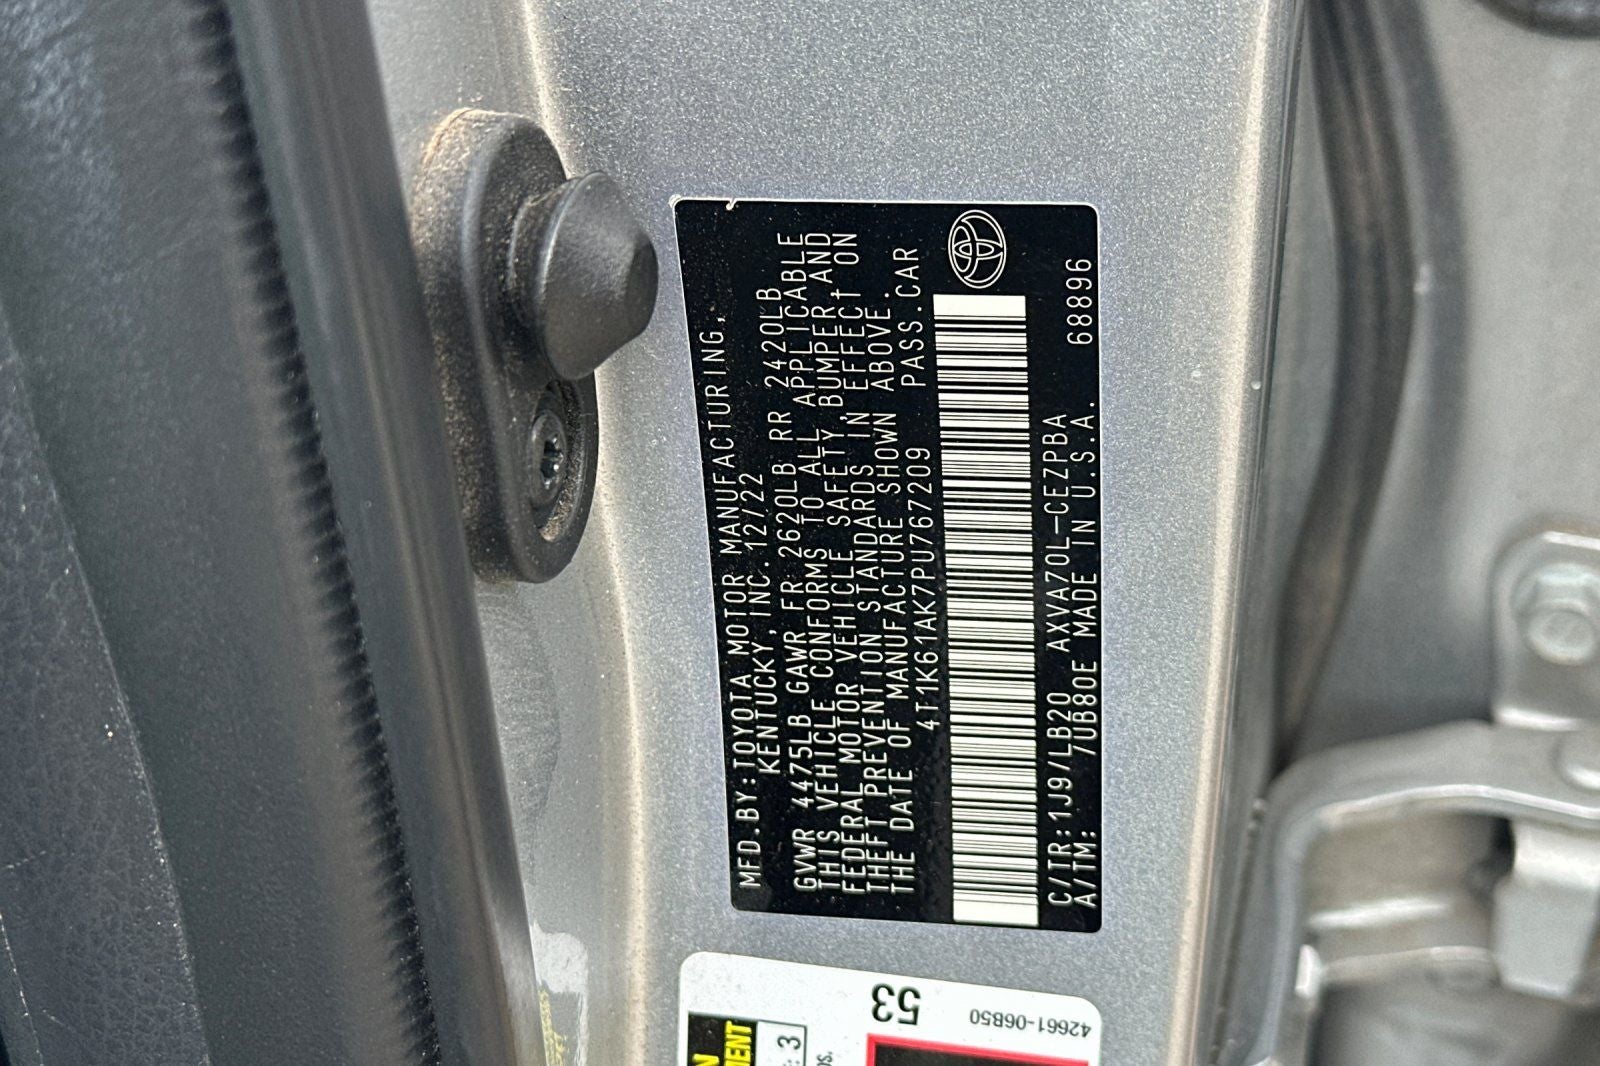 MFD.BY:TOYOTA MOTOR MANUFACTURING,
KENTUCKY,INC.12/22
GVWR 4475LB GAWR FR 2620LB RR 2420LB
THIS VEHICLE CONFORMS TO ALL APPLICABLE
FEDERAL MOTOR VEHICLE SAFETY,BUMPER,AND
THEFT PREVENTION STANDARDS IN EFFECT ON
THE DATE OF MANUFACTURE SHOWN ABOVE.
4T1K61AK7PU767209 PASS.CAR
C/TR:1J9/LB20 AXVA70L-CEZPBA 68896
A/TM: 7UB80E MADE IN U.S.A.
53
42661-06B50
3